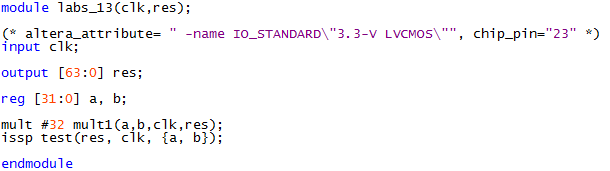 module labs_13(clk,res);
(* altera_attribute= " -name IO_STANDARD\"3.3-V LVCMOS\"", chip_pin="23" *)
input clk;
output [63:0] res;
reg [31:0] a, b;
mult #32 mult1(a,b,clk,res);
issp test(res, clk, {a, b});
endmodule